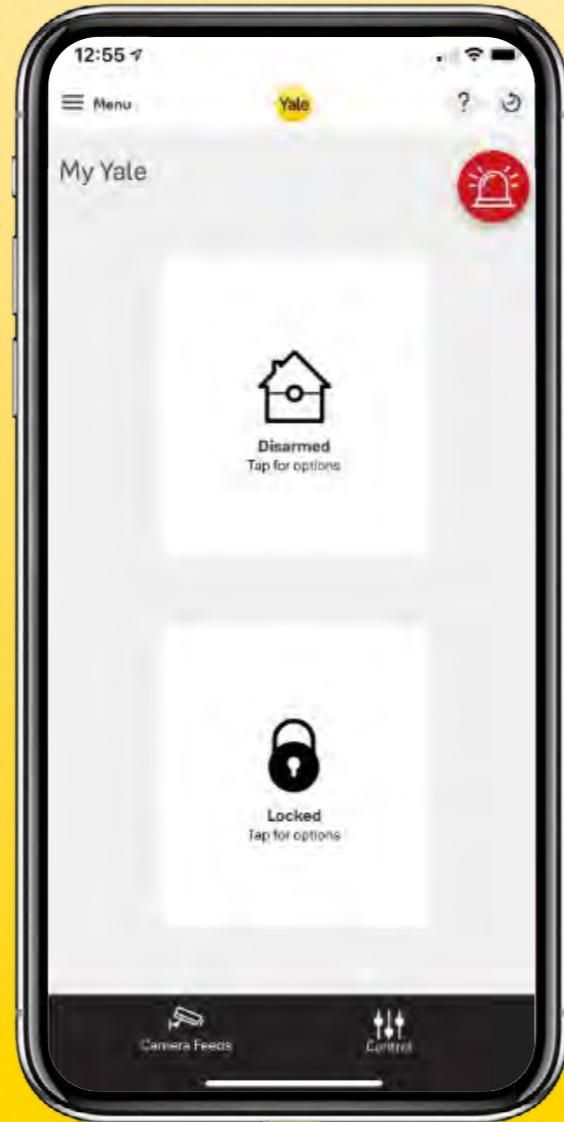 12:55
Menu
Yale
?
My Yale
Disarmed
Tap for options
Locked
Tap for options
Camera Feeds
Control